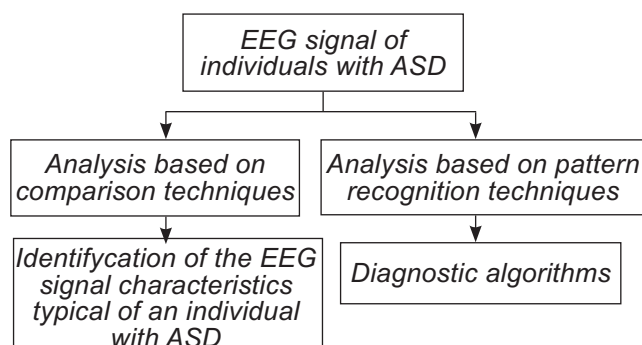 EEG signal of
individuals with ASD
Analysis based on
comparison techniques
Analysis based on pattern
recognition techniques
Identifycation of the EEG
signal characteristics
typical of an individual
with ASD
Diagnostic algorithms